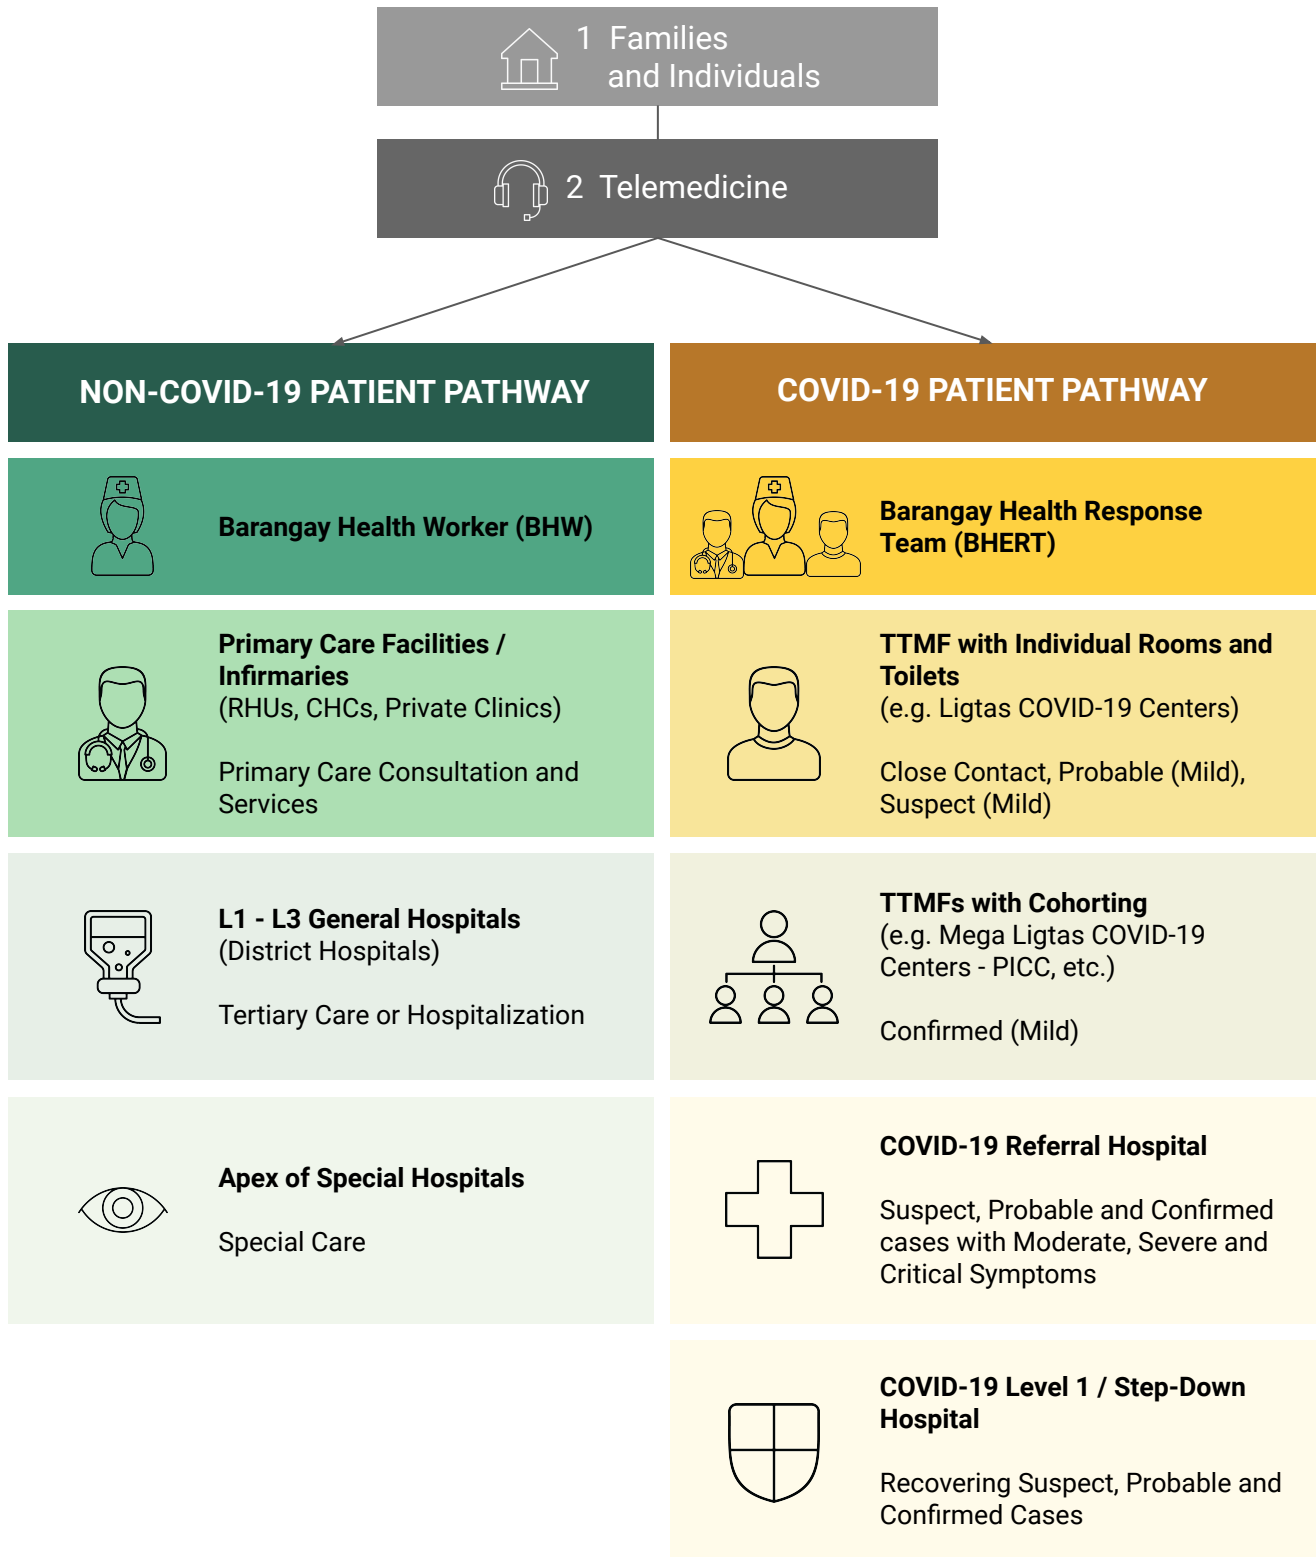 1 Families
and Individuals
2 Telemedicine
NON-COVID-19 PATIENT PATHWAY
Barangay Health Worker (BHW)
Primary Care Facilities /
Infirmaries
(RHUs, CHCs, Private Clinics)
Primary Care Consultation and
Services
L1 - L3 General Hospitals
(District Hospitals)
Tertiary Care or Hospitalization
Apex of Special Hospitals
Special Care
COVID-19 PATIENT PATHWAY
Barangay Health Response
Team (BHERT)
TTMF with Individual Rooms and
Toilets
(e.g. Ligtas COVID-19 Centers)
Close Contact, Probable (Mild),
Suspect (Mild)
TTMFs with Cohorting
(e.g. Mega Ligtas COVID-19
Centers - PICC, etc.)
Confirmed (Mild)
COVID-19 Referral Hospital
Suspect, Probable and Confirmed
cases with Moderate, Severe and
Critical Symptoms
COVID-19 Level 1 / Step-Down
Hospital
Recovering Suspect, Probable and
Confirmed Cases